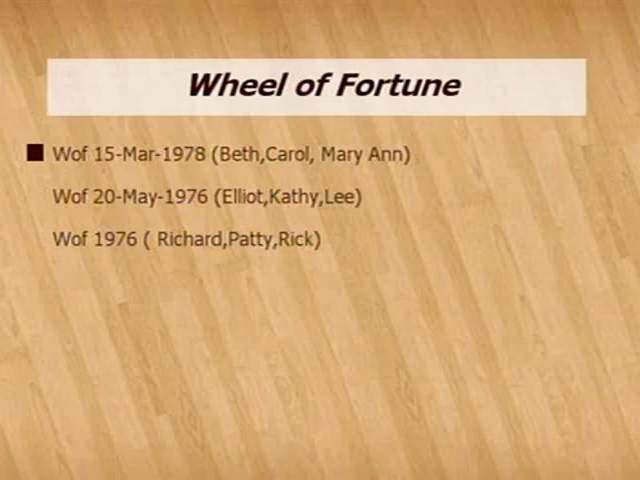 Wheel of Fortune
Wof 15-Mar-1978 (Beth,Carol, Mary Ann)
Wof 20-May-1976 (Elliot,Kathy,Lee)
Wof 1976 ( Richard,Patty,Rick)